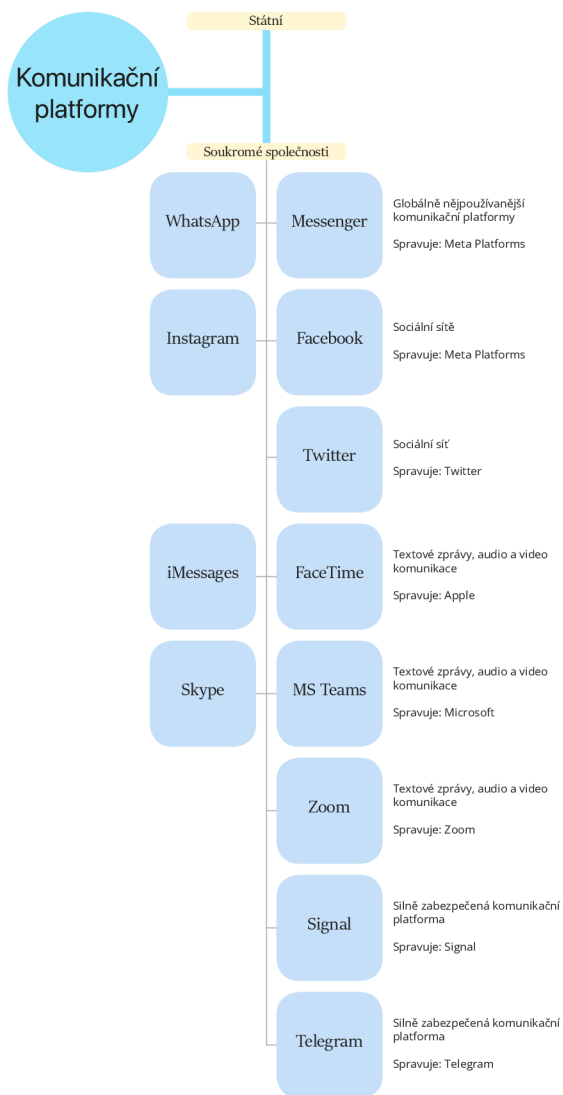 Státní
Komunikační
platformy
Soukromé společnosti
WhatsApp
Messenger
Globálně nějpoužívanější
komunikační platformy
Spravuje: Meta Platforms
Instagram
Facebook
Sociální sítě
Spravuje: Meta Platforms
Twitter
Sociální síť
Spravuje: Twitter
iMessages
FaceTime
Textové zprávy, audio a video
komunikace
Spravuje: Apple
Skype
MS Teams
Textové zprávy, audio a video
komunikace
Spravuje: Microsoft
Zoom
Textové zprávy, audio a video
komunikace
Spravuje: Zoom
Signal
Silně zabezpečená komunikační
platforma
Spravuje: Signal
Telegram
Silně zabezpečená komunikační
platforma
Spravuje: Telegram